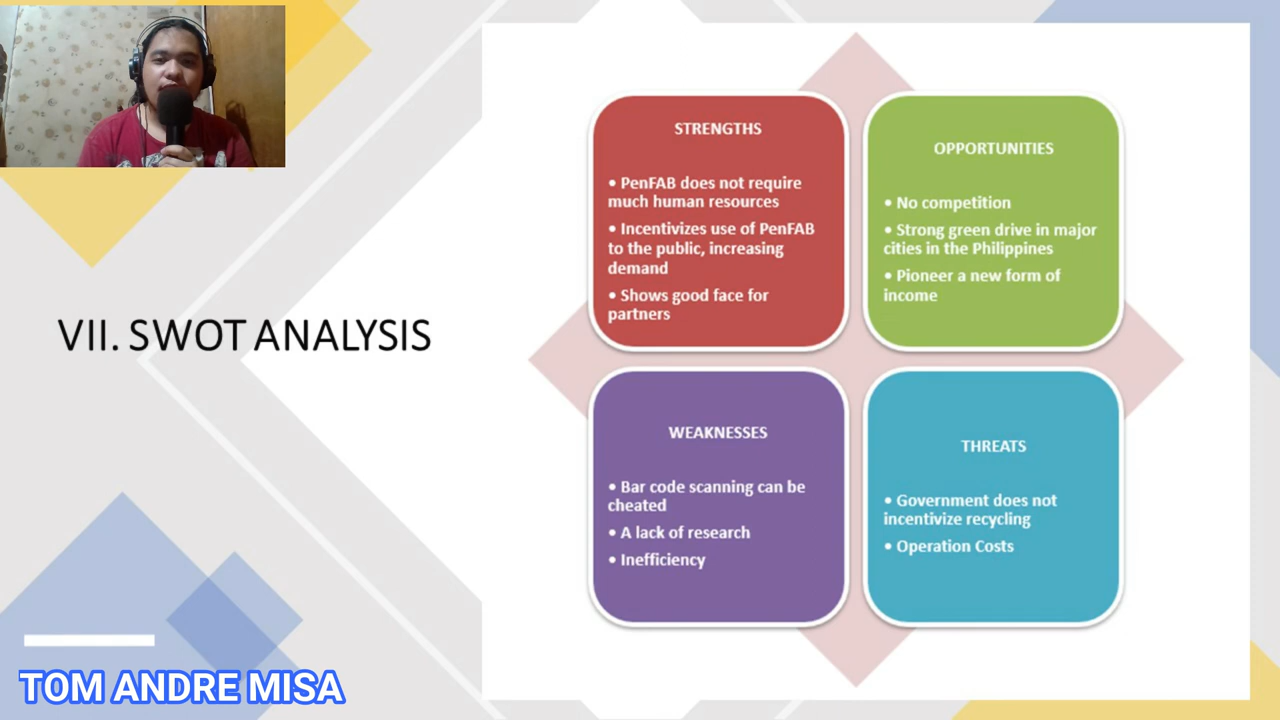 VII. SWOT ANALYSIS
STRENGTHS
• PenFAB does not require
much human resources
• Incentivizes use of PenFAB
to the public, increasing
demand
• Shows good face for
partners
OPPORTUNITIES
• No competition
• Strong green drive in major
cities in the Philippines
• Pioneer a new form of
income
WEAKNESSES
• Bar code scanning can be
cheated
• A lack of research
• Inefficiency
THREATS
• Government does not
incentivize recycling
• Operation Costs
TOM ANDRE MISA